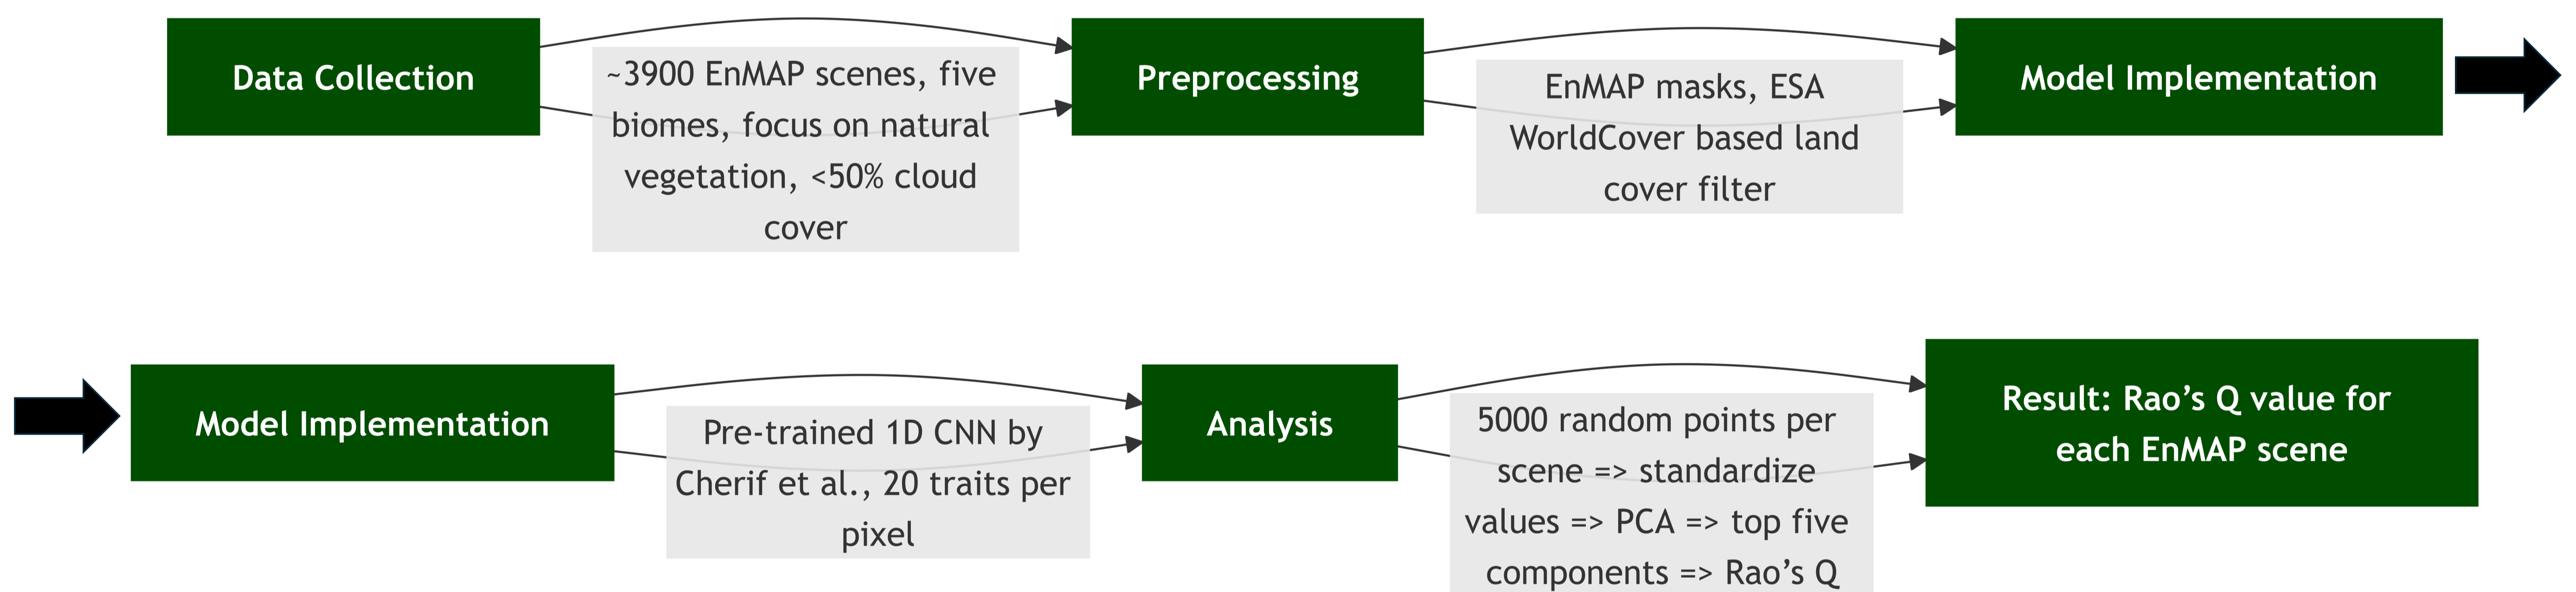 Data Collection
~3900 EnMAP scenes, five
biomes, focus on natural
vegetation, <50% cloud
cover
Preprocessing
EnMAP masks, ESA
WorldCover based land
cover filter
Model Implementation
Model Implementation
Pre-trained 1D CNN by
Cherif et al., 20 traits per
pixel
Analysis
5000 random points per
scene => standardize
values => PCA => top five
components => Rao’s Q
Result: Rao’s Q value for
each EnMAP scene